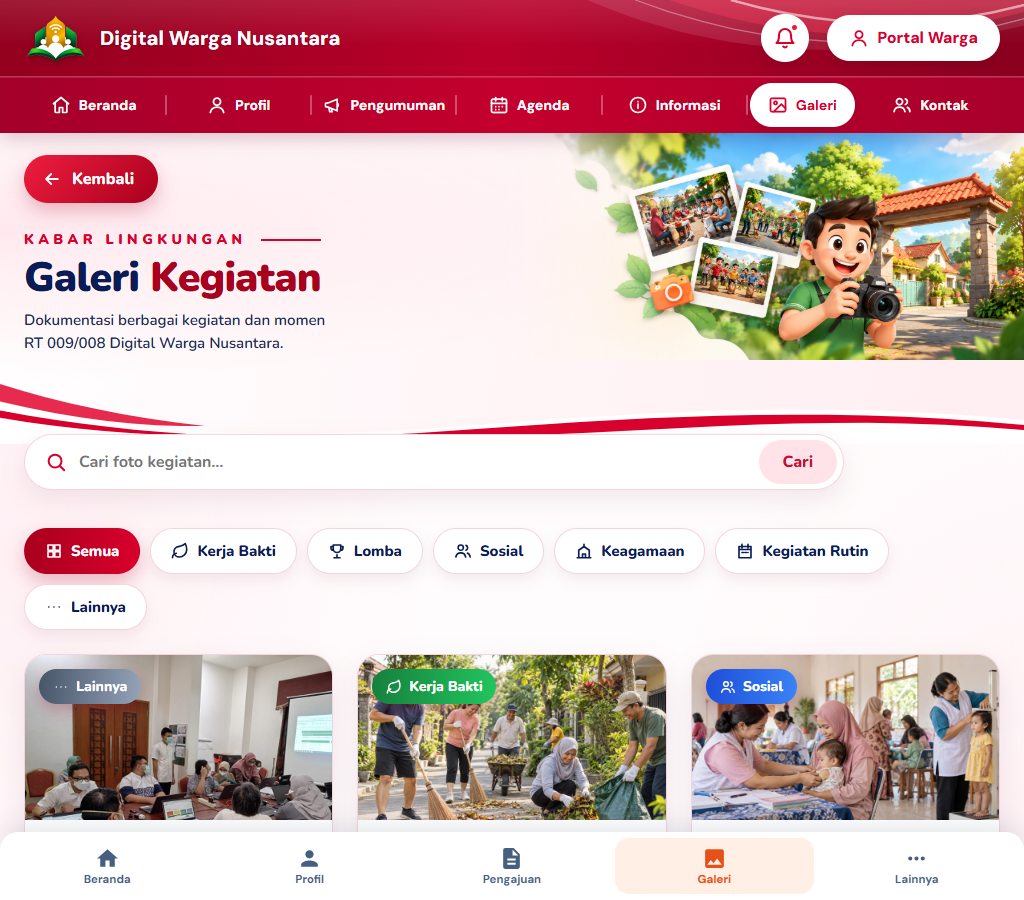 Digital Warga Nusantara
Portal Warga
Beranda
Profil
Pengumuman
Agenda
Informasi
Galeri
Kontak
Kembali
KABAR LINGKUNGAN
Galeri Kegiatan
Dokumentasi berbagai kegiatan dan momen
RT 009/008 Digital Warga Nusantara.
Cari foto kegiatan...
Cari
Semua
Kerja Bakti
Lomba
Sosial
Keagamaan
Kegiatan Rutin
Lainnya
Lainnya
Kerja Bakti
Sosial
Beranda
Profil
Pengajuan
Galeri
Lainnya